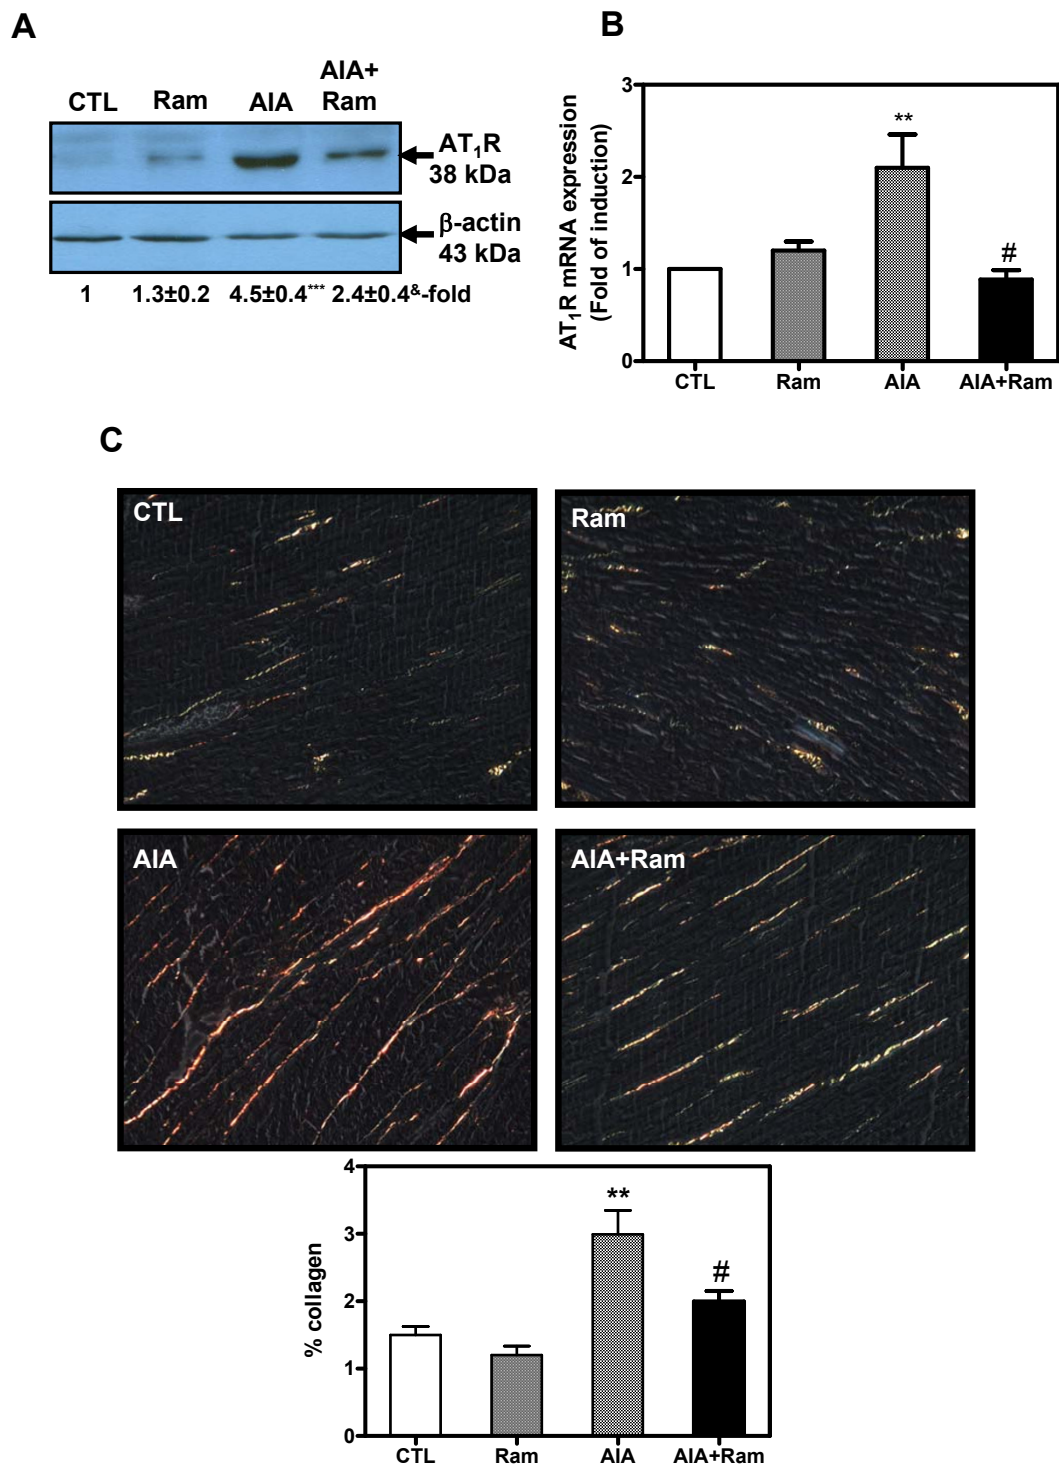 A
CTL Ram AIA AIA+ Ram
AT1R
38 kDa
β-actin
43 kDa
1 1.3±0.2 4.5±0.4*** 2.4±0.4&-fold
B
AT1R mRNA expression
(Fold of induction)
3
2
1
0
**
#
CTL Ram AIA AIA+Ram
C
CTL
Ram
AIA
AIA+Ram
% collagen
4
3
2
1
0
**
#
CTL Ram AIA AIA+Ram